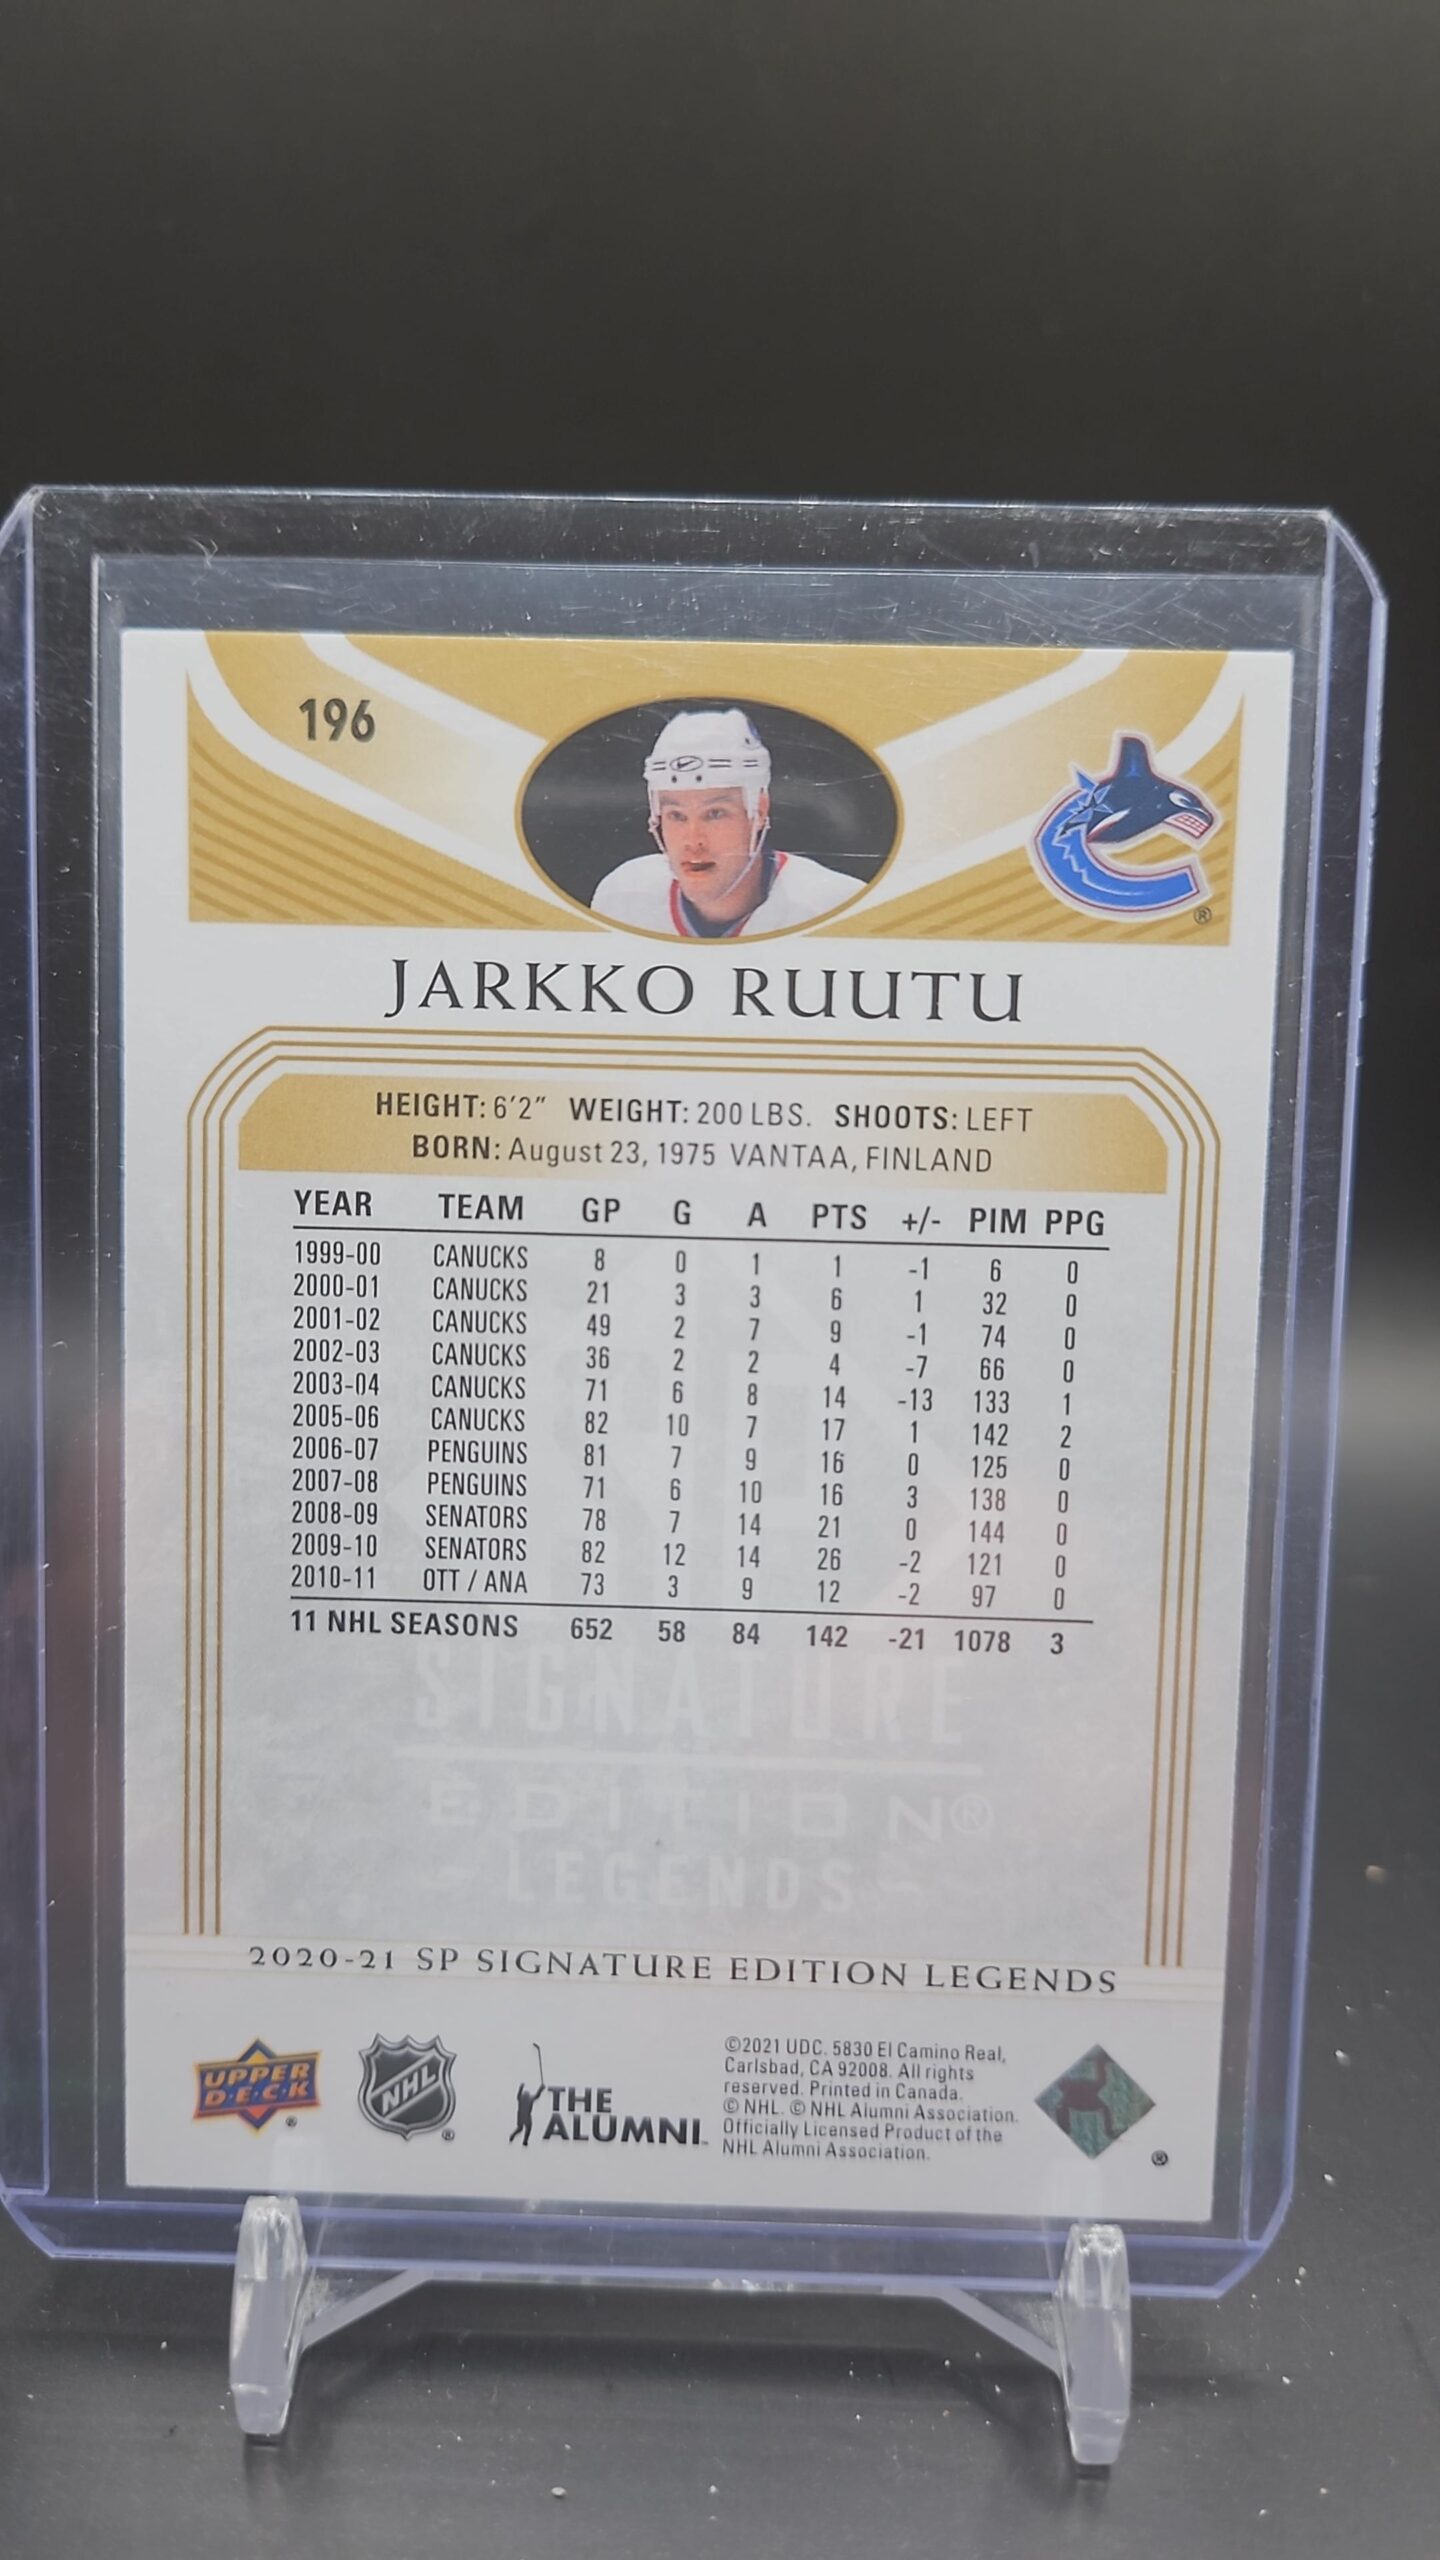 196
JARKKO RUUTU
HEIGHT: 6'2" WEIGHT: 200 LBS. SHOOTS: LEFT
BORN: August 23, 1975 VANTAA, FINLAND
YEAR TEAM GP G A PTS +/- PIM PPG
1999-00 CANUCKS 8 0 1 1 -1 6 0
2000-01 CANUCKS 21 3 3 6 1 32 0
2001-02 CANUCKS 49 2 7 9 -1 74 0
2002-03 CANUCKS 36 2 2 4 -7 66 0
2003-04 CANUCKS 71 6 8 14 -13 133 1
2005-06 CANUCKS 82 10 7 17 1 142 2
2006-07 PENGUINS 81 7 9 16 0 125 0
2007-08 PENGUINS 71 6 10 16 3 138 0
2008-09 SENATORS 78 7 14 21 0 144 0
2009-10 SENATORS 82 12 14 26 -2 121 0
2010-11 OTT / ANA 73 3 9 12 -2 97 0
11 NHL SEASONS 652 58 84 142 -21 1078 3
SIGNATURE
EDITION®
LEGENDS
2020-21 SP SIGNATURE EDITION LEGENDS
UPPER
D·E·C·K
®
NHL
®
THE
ALUMNI™
©2021 UDC. 5830 El Camino Real,
Carlsbad, CA 92008. All rights
reserved. Printed in Canada.
© NHL. © NHL Alumni Association.
Officially Licensed Product of the
NHL Alumni Association.
®